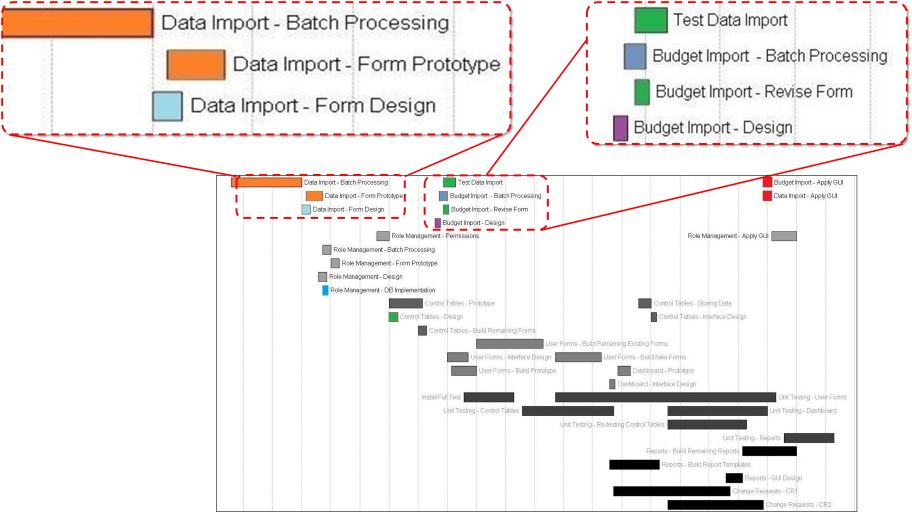 Data Import - Batch Processing
Data Import - Form Prototype
Data Import - Form Design
Test Data Import
Budget Import - Batch Processing
Budget Import - Revise Form
Budget Import - Design
Data Import - Batch Processing Test Data Import Budget Import - Apply GUI
Data Import - Form Prototype Budget Import - Batch Processing Data Import - Apply GUI
Data Import - Form Design Budget Import - Revise Form
Budget Import - Design
Role Management - Permissions Role Management - Apply GUI
Role Management - Batch Processing
Role Management - Form Prototype
Role Management - Design
Role Management - DB Implementation
Control Tables - Prototype Control Tables - Storing Data
Control Tables - Design Control Tables - Interface Design
Control Tables - Build Remaining Forms
User Forms - Build Remaining Existing Forms
User Forms - Interface Design User Forms - Build New Forms
User Forms - Build Prototype Dashboard - Prototype
Dashboard - Interface Design
Install Full Test Unit Testing - User Forms
Unit Testing - Control Tables Unit Testing - Dashboard
Unit Testing - Re-testing Control Tables
Unit Testing - Reports
Reports - Build Remaining Reports
Reports - Build Report Templates
Reports - GUI Design
Change Requests - CR1
Change Requests - CR2